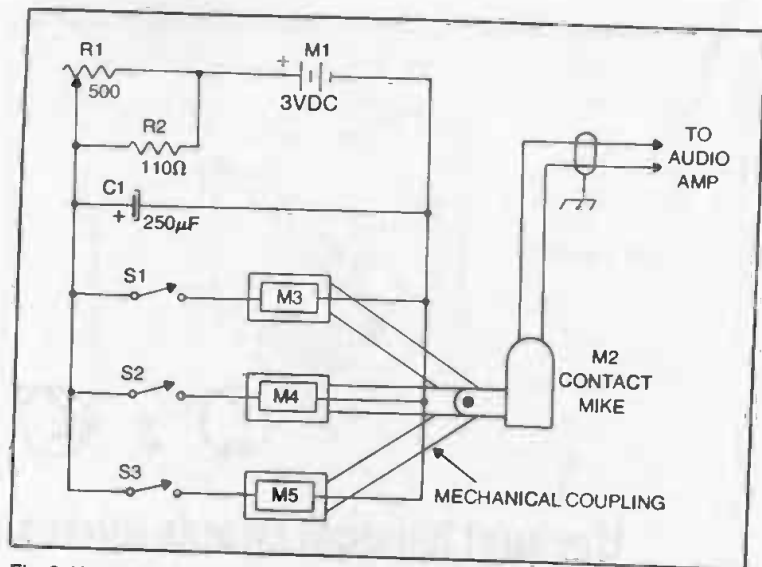 R1
500
+
M1
3VDC
R2
110Ω
C1
+
250µF
TO
AUDIO
AMP
S1
M3
S2
M4
M2
CONTACT
MIKE
S3
M5
MECHANICAL COUPLING